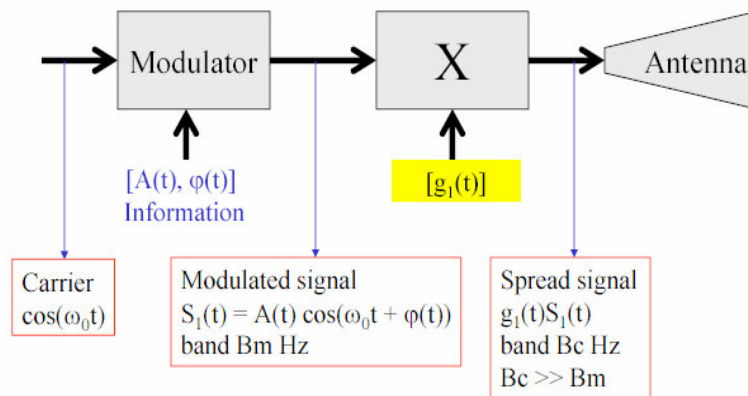 Modulator
X
Antenna
[A(t), φ(t)]
Information
[g₁(t)]
Carrier
cos(ω₀t)
Modulated signal
S₁(t) = A(t) cos(ω₀t + φ(t))
band Bm Hz
Spread signal
g₁(t)S₁(t)
band Bc Hz
Bc >> Bm